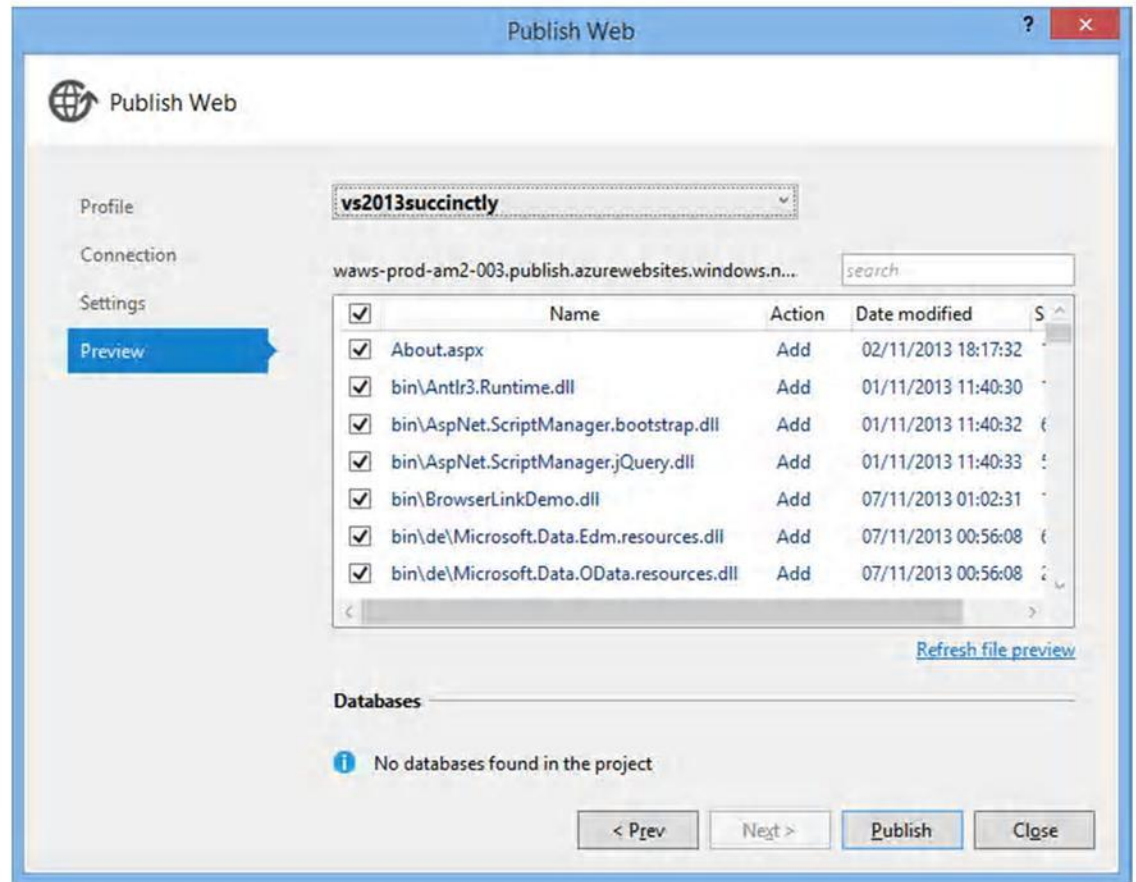 Publish Web
?
Publish Web
Profile
Connection
Settings
Preview
vs2013succinctly
waws-prod-am2-003.publish.azurewebsites.windows.n...
search
Name Action Date modified S
About.aspx Add 02/11/2013 18:17:32
bin\Antlr3.Runtime.dll Add 01/11/2013 11:40:30
bin\AspNet.ScriptManager.bootstrap.dll Add 01/11/2013 11:40:32
bin\AspNet.ScriptManager.jQuery.dll Add 01/11/2013 11:40:33
bin\BrowserLinkDemo.dll Add 07/11/2013 01:02:31
bin\de\Microsoft.Data.Edm.resources.dll Add 07/11/2013 00:56:08
bin\de\Microsoft.Data.OData.resources.dll Add 07/11/2013 00:56:08
Refresh file preview
Databases
No databases found in the project
< Prev Next > Publish Close